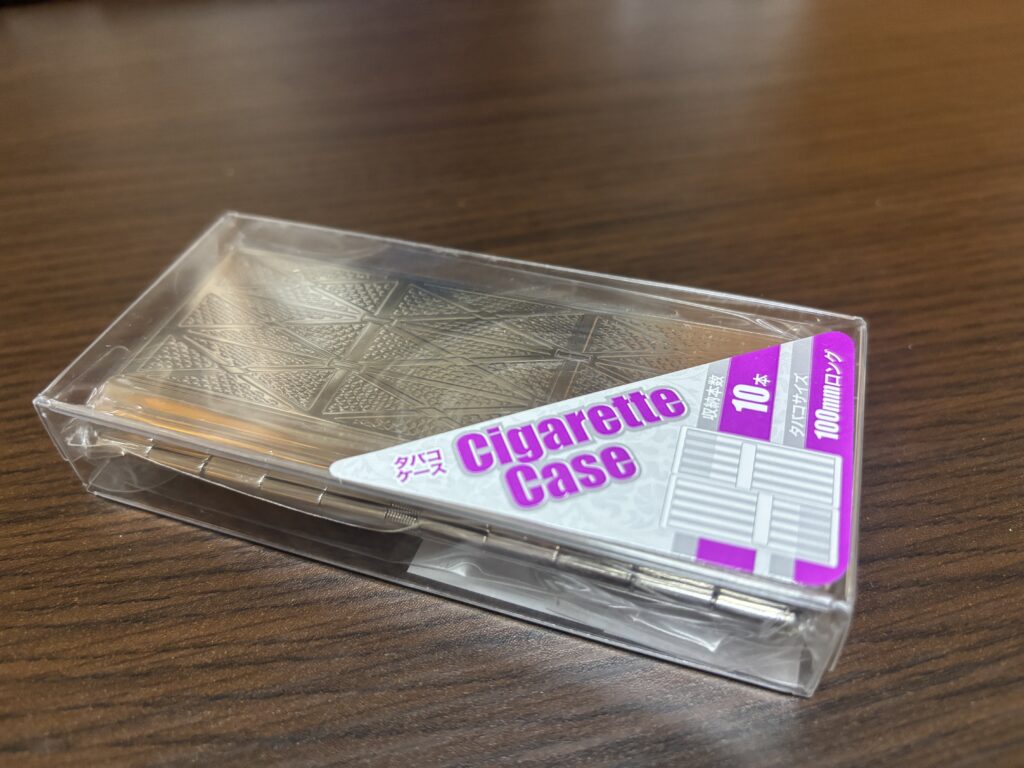 タバコ
ケース
Cigarette
Case
収納本数
10本
タバコサイズ
100mmロング